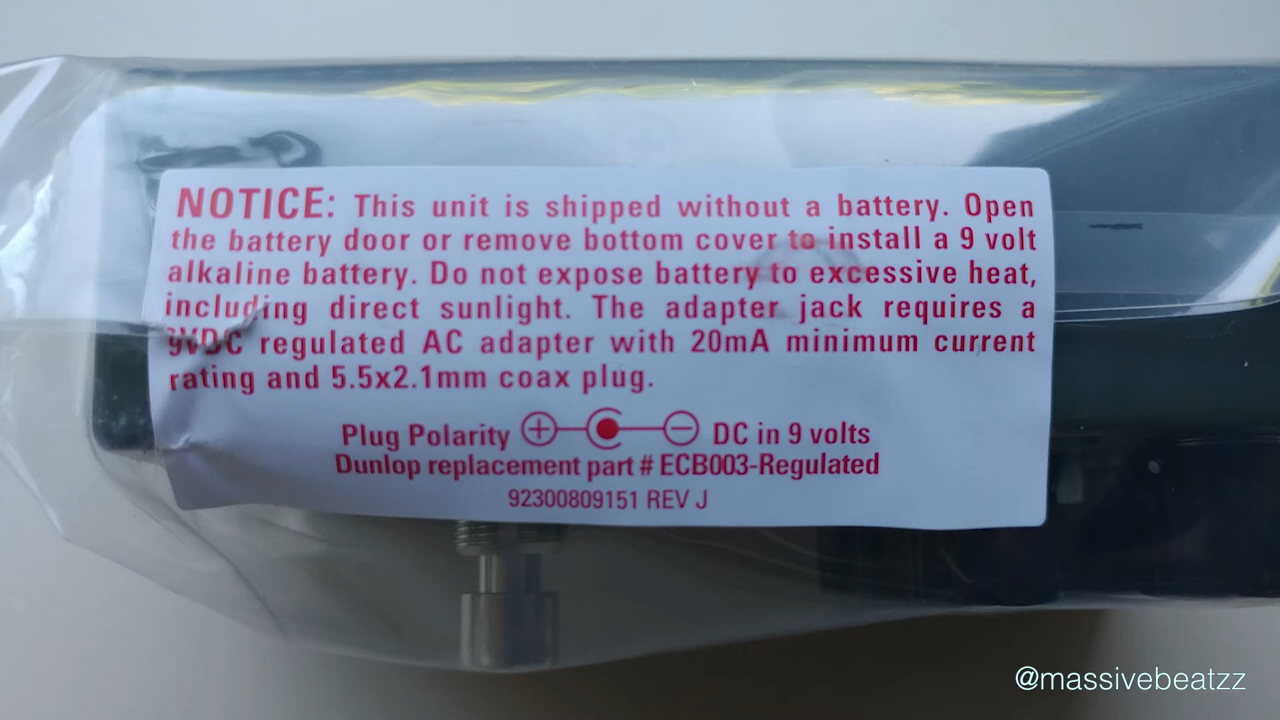 NOTICE: This unit is shipped without a battery. Open
the battery door or remove bottom cover to install a 9 volt
alkaline battery. Do not expose battery to excessive heat,
including direct sunlight. The adapter jack requires a
9VDC regulated AC adapter with 20mA minimum current
rating and 5.5x2.1mm coax plug.
Plug Polarity + − DC in 9 volts
Dunlop replacement part # ECB003-Regulated
92300809151 REV J
@massivebeatzz